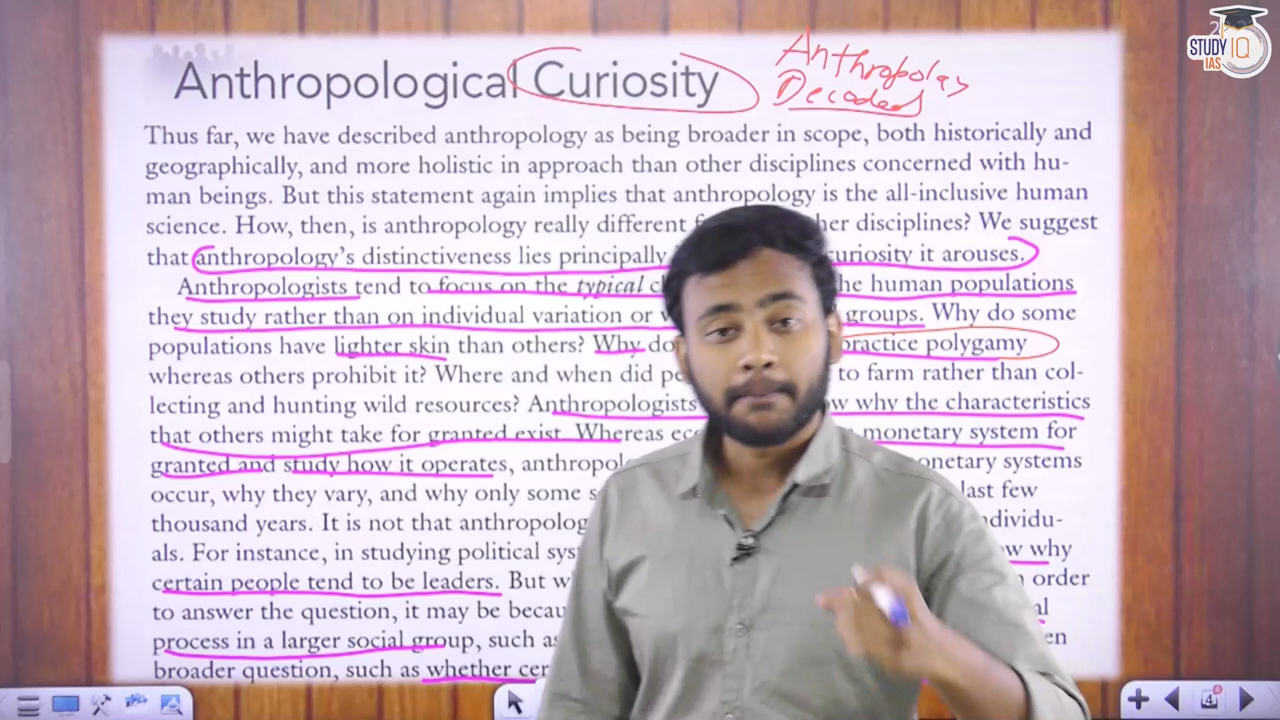 STUDY IQ
IAS
Anthropological Curiosity
Anthropology
Decoded
Thus far, we have described anthropology as being broader in scope, both historically and
geographically, and more holistic in approach than other disciplines concerned with hu-
man beings. But this statement again implies that anthropology is the all-inclusive human
science. How, then, is anthropology really different disciplines? We suggest
that anthropology's distinctiveness lies principally curiosity it arouses.
Anthropologists tend to focus on the typical human populations
they study rather than on individual variation or groups. Why do some
populations have lighter skin than others? Why do practice polygamy
whereas others prohibit it? Where and when did to farm rather than col-
lecting and hunting wild resources? Anthropologists why the characteristics
that others might take for granted exist. Whereas monetary system for
granted and study how it operates, monetary systems
occur, why they vary, and why only some last few
thousand years. It is not that individu-
als. For instance, in studying political why
certain people tend to be leaders. But order
to answer the question, it may be
process in a larger social group, such as
broader question, such as whether
4